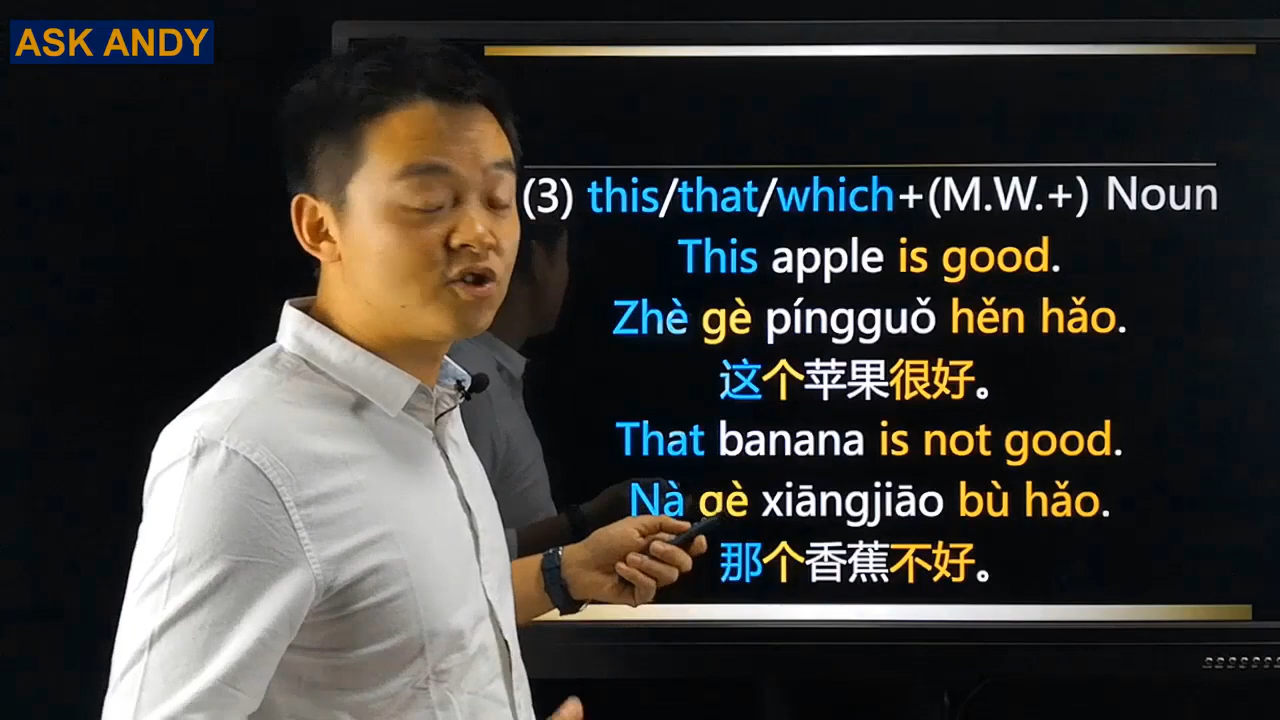 ASK ANDY
(3) this/that/which+(M.W.+) Noun
This apple is good.
Zhè gè píngguǒ hěn hǎo.
这个苹果很好。
That banana is not good.
Nà gè xiāngjiāo bù hǎo.
那个香蕉不好。